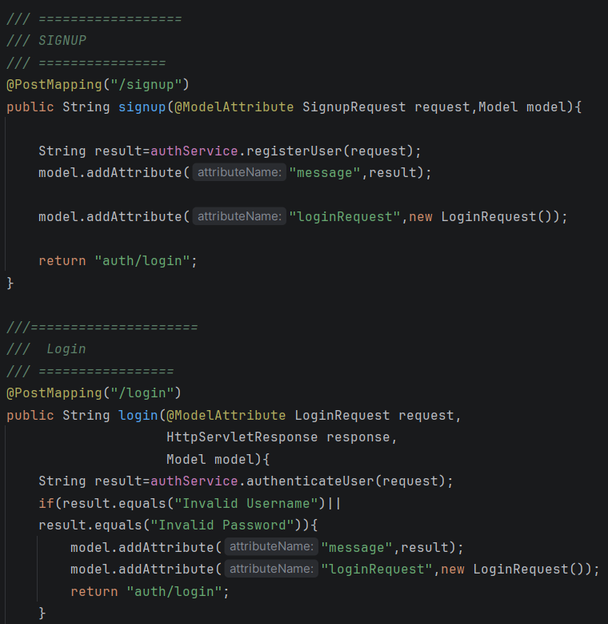 /// ==================
/// SIGNUP
/// ================
@PostMapping("/signup")
public String signup(@ModelAttribute SignupRequest request,Model model){
String result=authService.registerUser(request);
model.addAttribute( attributeName: "message",result);
model.addAttribute( attributeName: "loginRequest",new LoginRequest());
return "auth/login";
}
///=====================
///  Login
/// =================
@PostMapping("/login")
public String login(@ModelAttribute LoginRequest request,
HttpServletResponse response,
Model model){
String result=authService.authenticateUser(request);
if(result.equals("Invalid Username")||
result.equals("Invalid Password")){
model.addAttribute( attributeName: "message",result);
model.addAttribute( attributeName: "loginRequest",new LoginRequest());
return "auth/login";
}